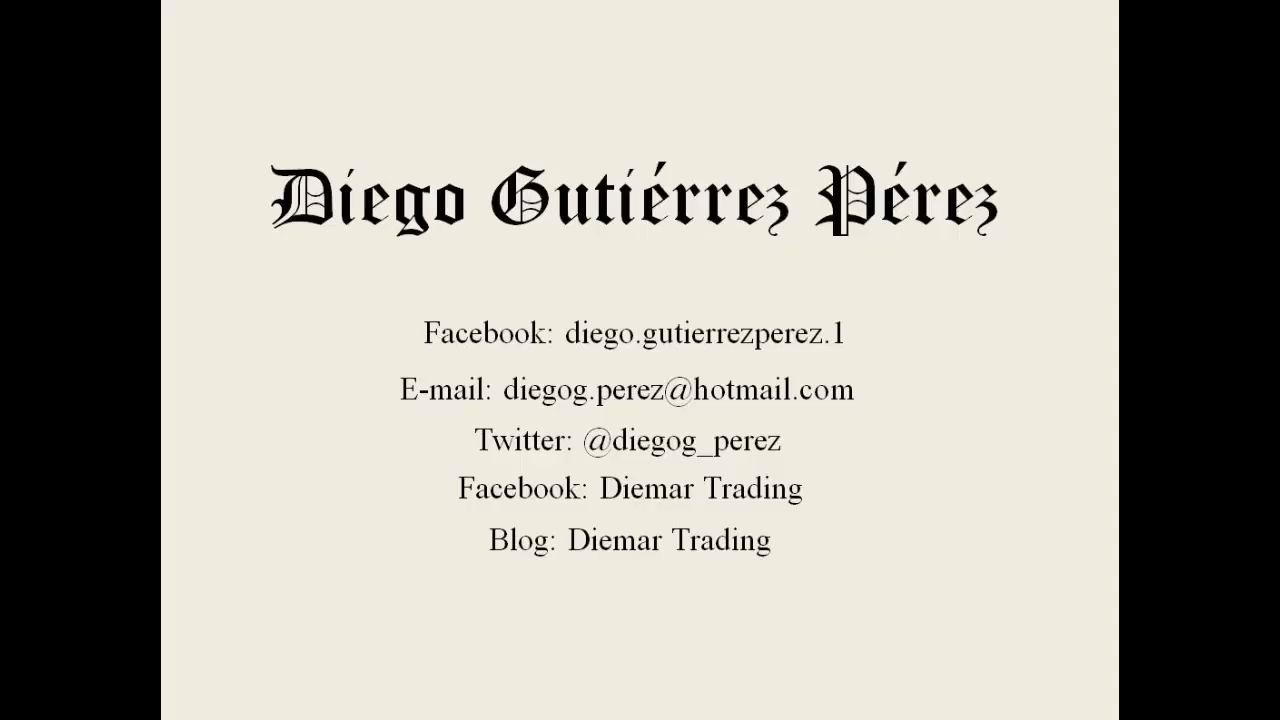 Diego Gutiérrez Pérez
Facebook: diego.gutierrezperez.1
E-mail: diegog.perez@hotmail.com
Twitter: @diegog_perez
Facebook: Diemar Trading
Blog: Diemar Trading